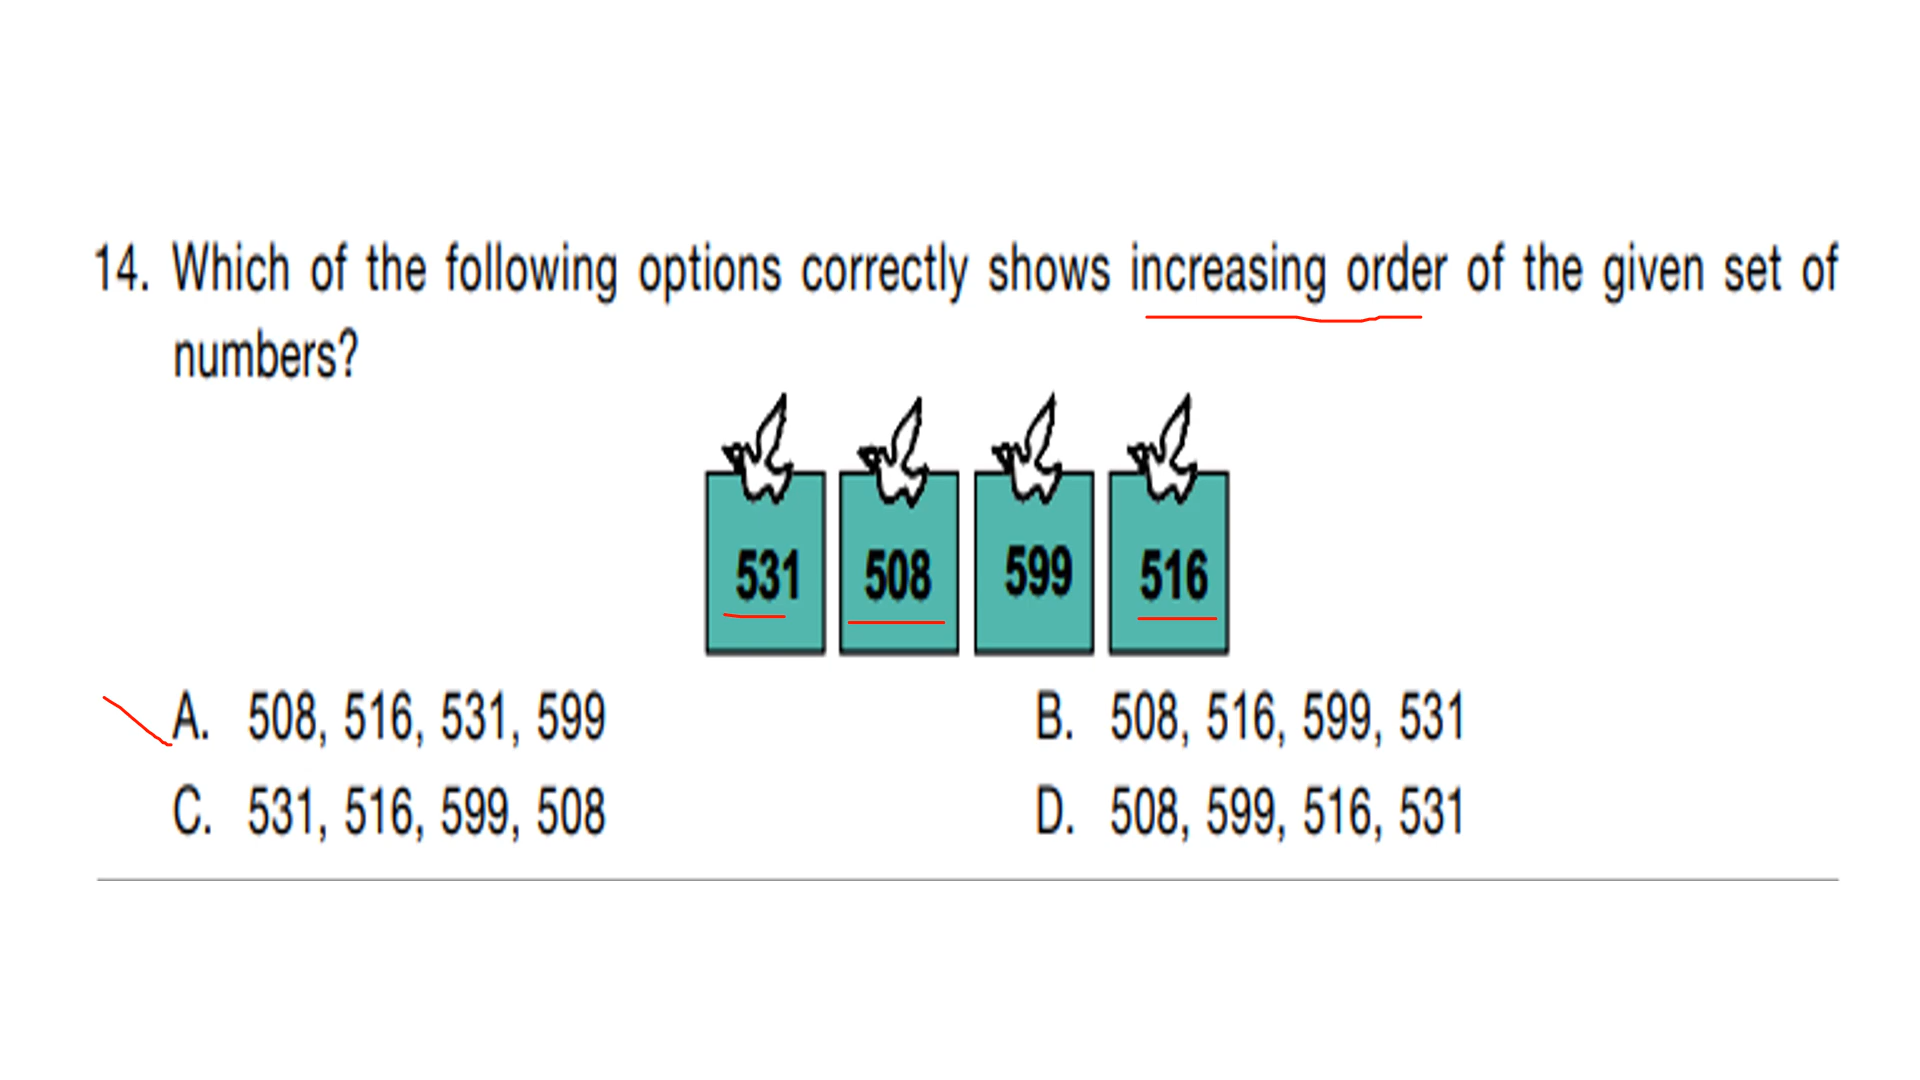 14. Which of the following options correctly shows increasing order of the given set of
numbers?
531 508 599 516
A. 508, 516, 531, 599 B. 508, 516, 599, 531
C. 531, 516, 599, 508 D. 508, 599, 516, 531